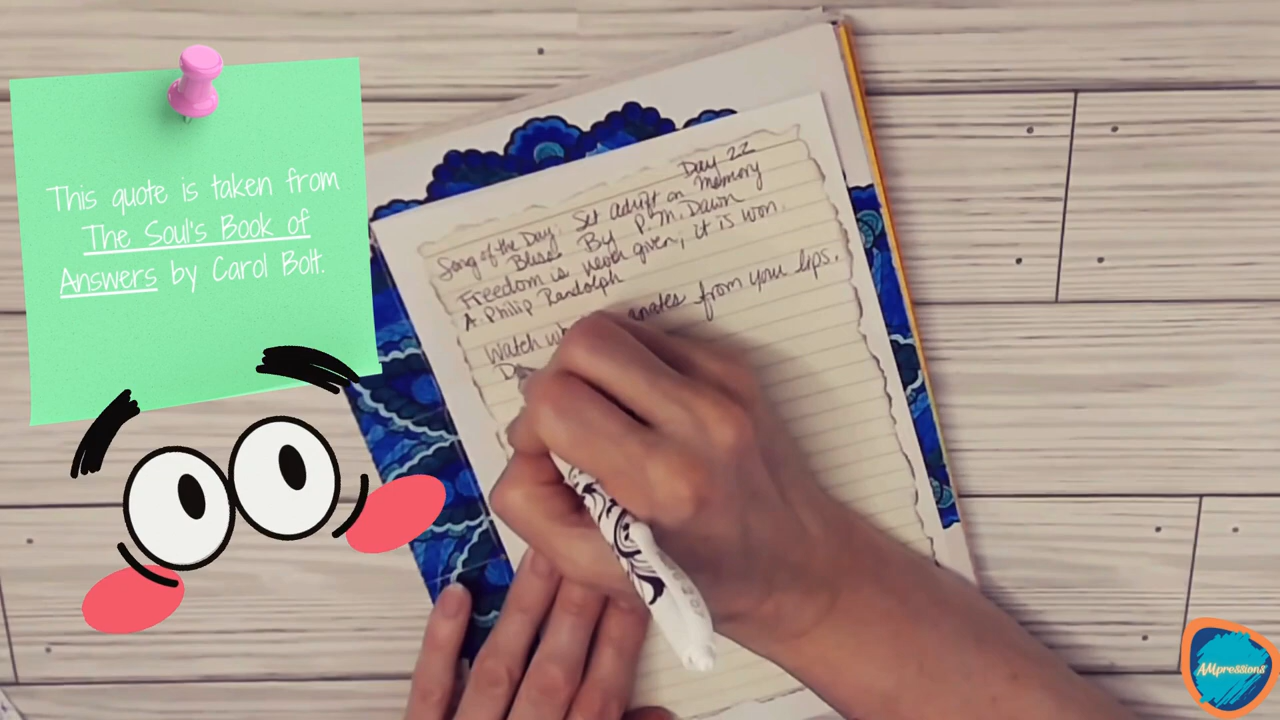 This quote is taken from
The Soul's Book of
Answers by Carol Bolt.
Day 22
Song of the Day: Set adrift on Memory
Bliss By P.M. Dawn
Freedom is never given; it is won.
A. Philip Randolph
Watch emanates from your lips.
AMpressions